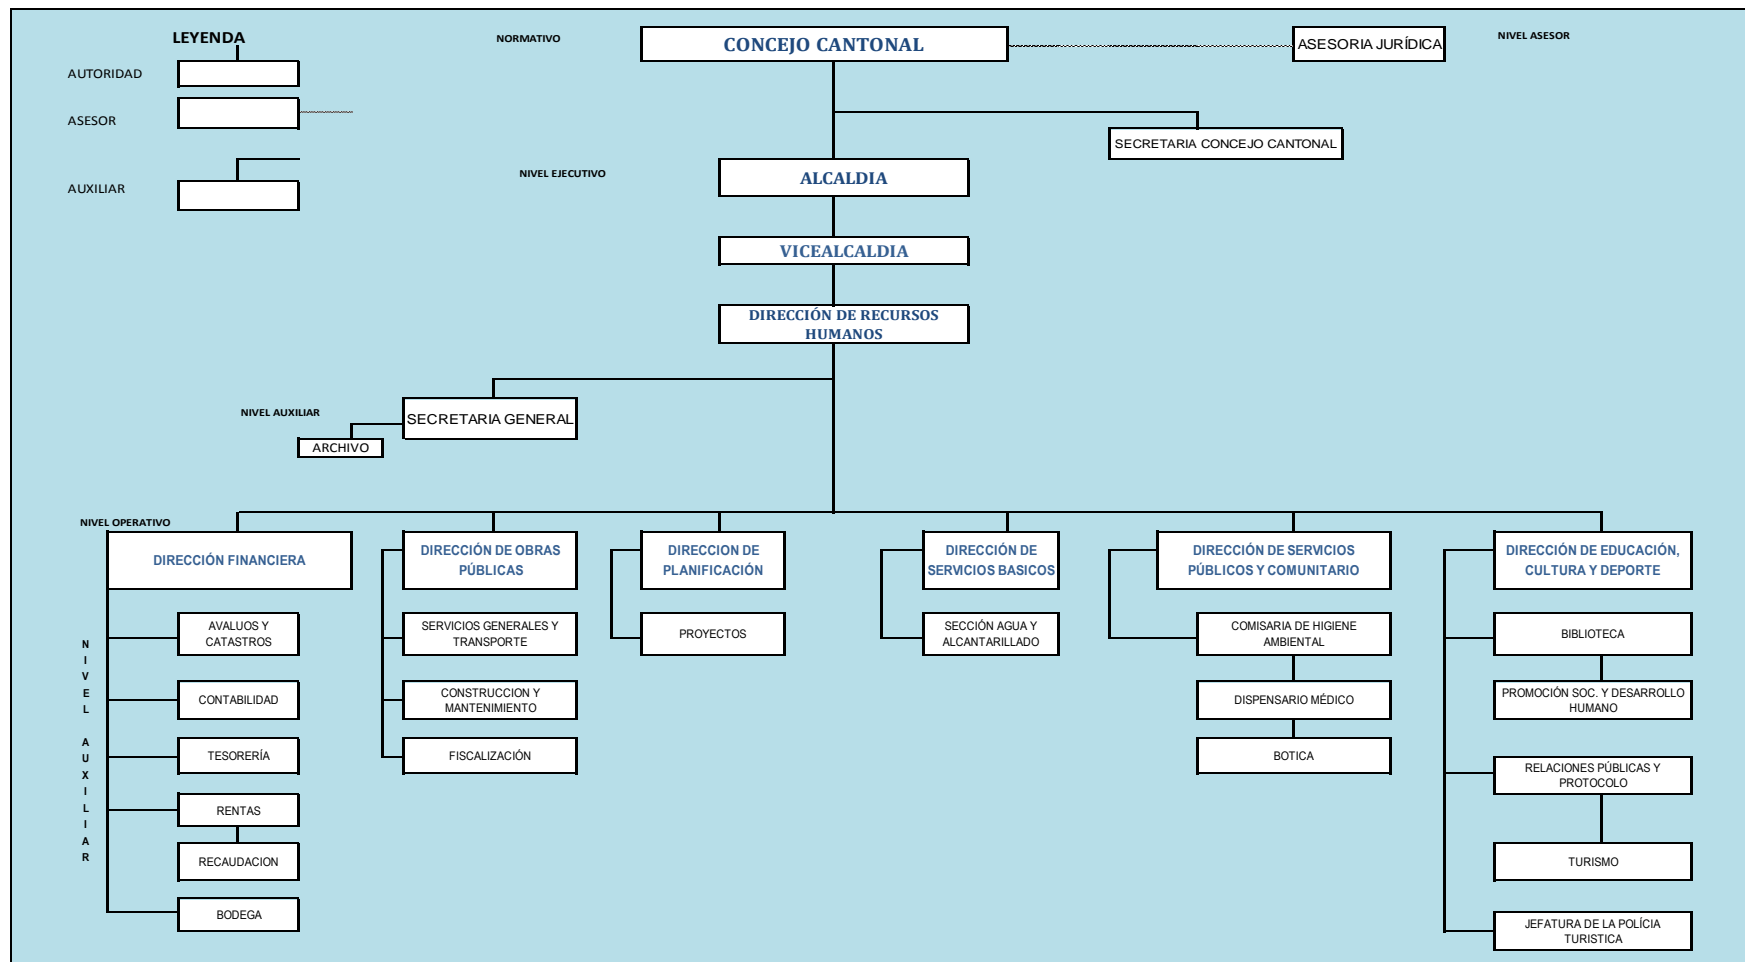 LEYENDA
AUTORIDAD
ASESOR
AUXILIAR
NORMATIVO
CONCEJO CANTONAL
ASESORIA JURÍDICA
NIVEL ASESOR
SECRETARIA CONCEJO CANTONAL
NIVEL EJECUTIVO
ALCALDIA
VICEALCALDIA
DIRECCIÓN DE RECURSOS
HUMANOS
NIVEL AUXILIAR
SECRETARIA GENERAL
ARCHIVO
NIVEL OPERATIVO
DIRECCIÓN FINANCIERA
NIVEL AUXILIAR
AVALUOS Y
CATASTROS
CONTABILIDAD
TESORERÍA
RENTAS
RECAUDACION
BODEGA
DIRECCIÓN DE OBRAS
PÚBLICAS
SERVICIOS GENERALES Y
TRANSPORTE
CONSTRUCCION Y
MANTENIMIENTO
FISCALIZACIÓN
DIRECCION DE
PLANIFICACIÓN
PROYECTOS
DIRECCIÓN DE
SERVICIOS BASICOS
SECCIÓN AGUA Y
ALCANTARILLADO
DIRECCIÓN DE SERVICIOS
PÚBLICOS Y COMUNITARIO
COMISARIA DE HIGIENE
AMBIENTAL
DISPENSARIO MÉDICO
BOTICA
DIRECCIÓN DE EDUCACIÓN,
CULTURA Y DEPORTE
BIBLIOTECA
PROMOCIÓN SOC. Y DESARROLLO
HUMANO
RELACIONES PÚBLICAS Y
PROTOCOLO
TURISMO
JEFATURA DE LA POLÍCIA
TURISTICA